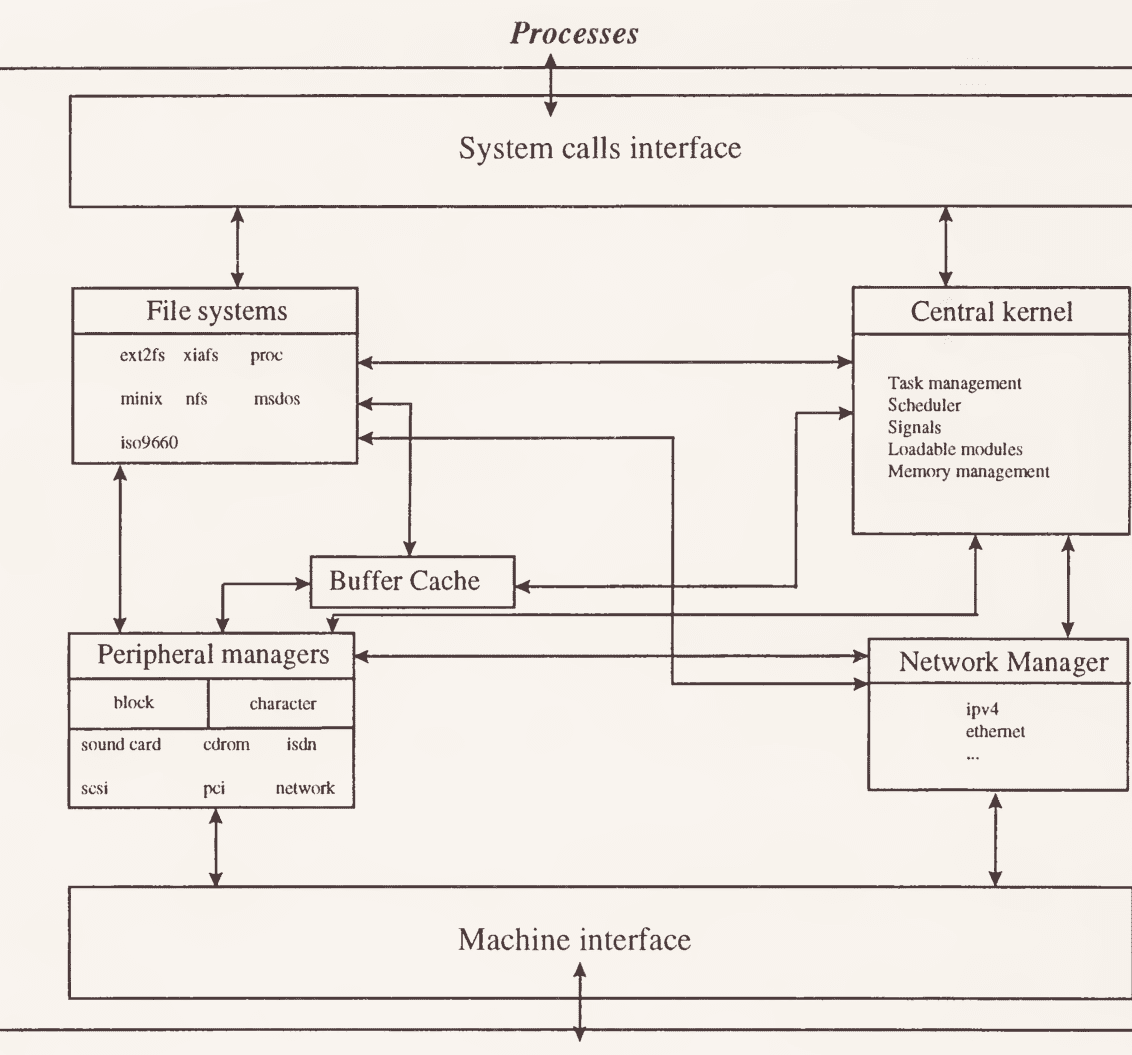 Processes
System calls interface
File systems
ext2fs xiafs proc
minix nfs msdos
iso9660
Central kernel
Task management
Scheduler
Signals
Loadable modules
Memory management
Buffer Cache
Peripheral managers
block character
sound card cdrom isdn
scsi pci network
Network Manager
ipv4
ethernet
...
Machine interface